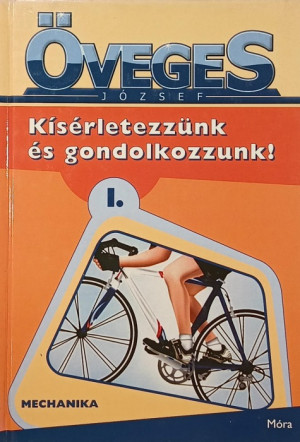 ÖVEGES
JÓZSEF
Kísérletezzünk
és gondolkozzunk!
I.
MECHANIKA
Móra